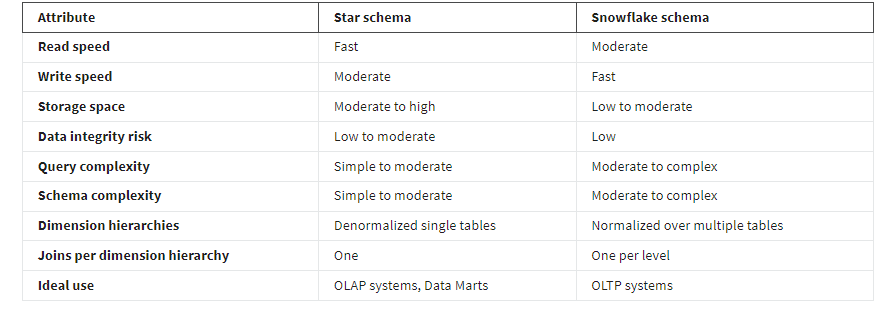 Attribute Star schema Snowflake schema
Read speed Fast Moderate
Write speed Moderate Fast
Storage space Moderate to high Low to moderate
Data integrity risk Low to moderate Low
Query complexity Simple to moderate Moderate to complex
Schema complexity Simple to moderate Moderate to complex
Dimension hierarchies Denormalized single tables Normalized over multiple tables
Joins per dimension hierarchy One One per level
Ideal use OLAP systems, Data Marts OLTP systems